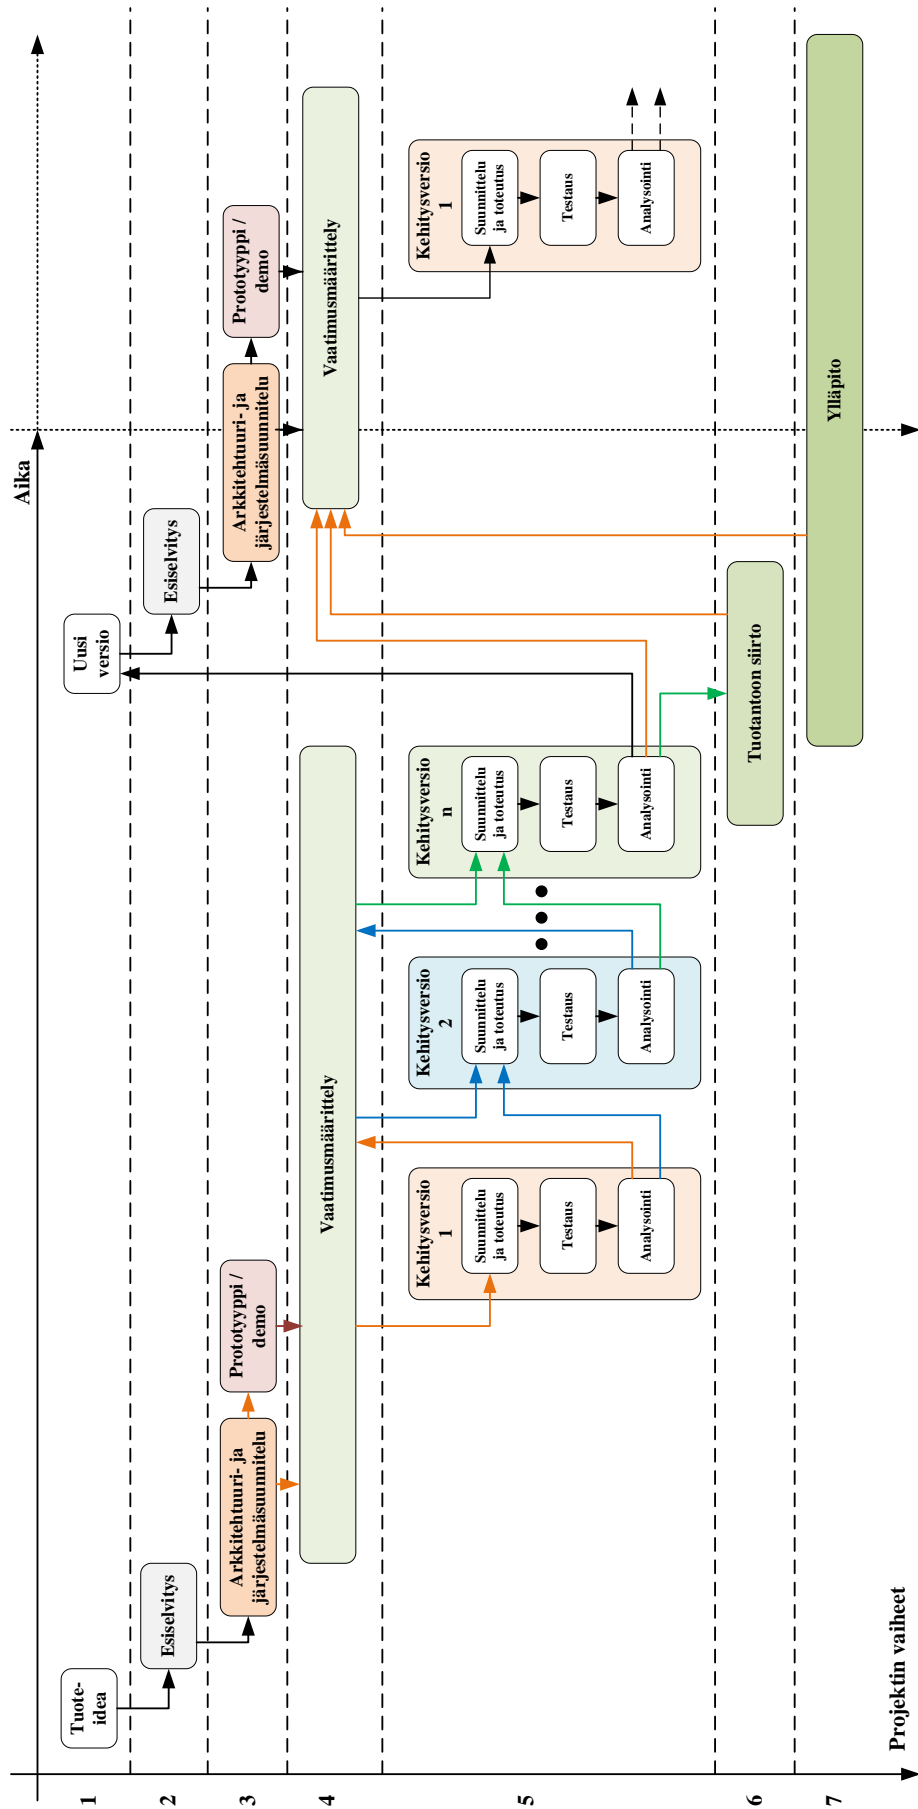 Aika
Projektin vaiheet
1
2
3
4
5
6
7
Tuote-
idea
Esiselvitys
Arkkitehtuuri- ja
järjestelmäsuunnitelu
Prototyyppi /
demo
Vaatimusmäärittely
Kehitysversio
1
Suunnittelu
ja toteutus
Testaus
Analysointi
Kehitysversio
2
Suunnittelu
ja toteutus
Testaus
Analysointi
Kehitysversio
n
Suunnittelu
ja toteutus
Testaus
Analysointi
Tuotantoon siirto
Ylläpito
Uusi
versio
Esiselvitys
Arkkitehtuuri- ja
järjestelmäsuunnitelu
Prototyyppi /
demo
Vaatimusmäärittely
Kehitysversio
1
Suunnittelu
ja toteutus
Testaus
Analysointi